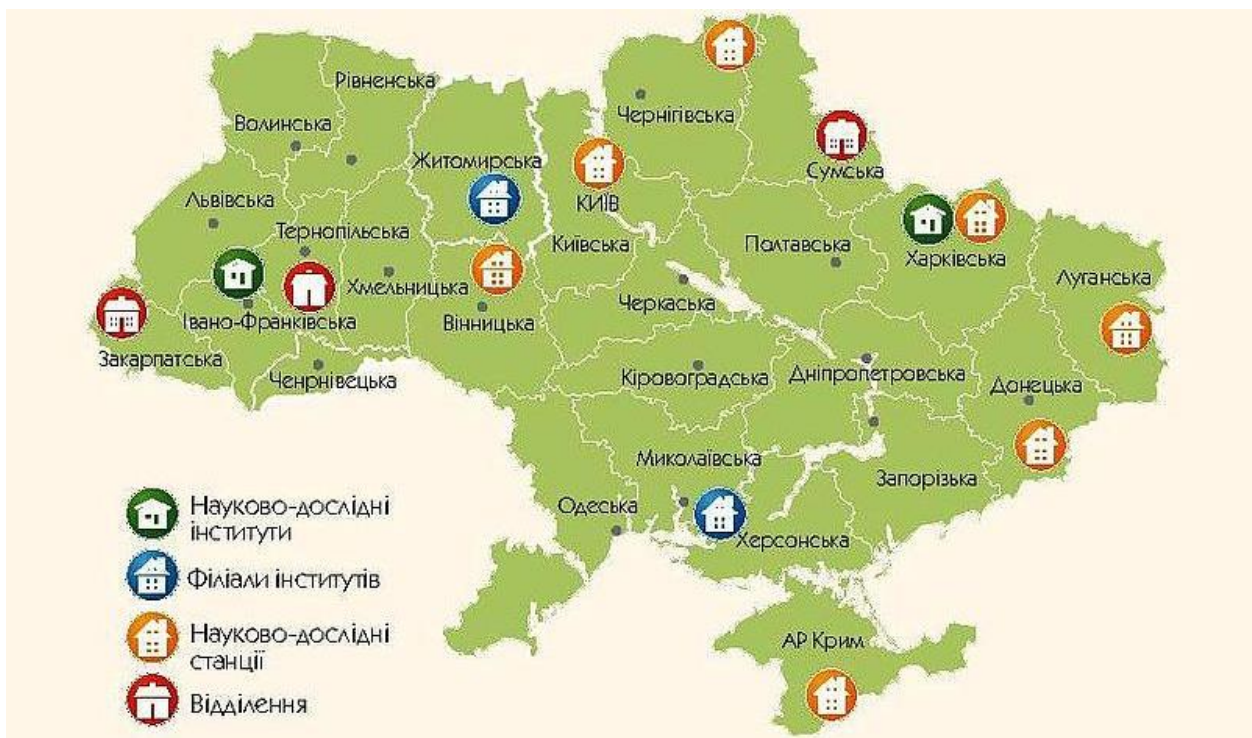 Рівненська
Чернігівська
Волинська
Житомирська
Сумська
Львівська
КИЇВ
Тернопільська
Київська
Полтавська
Харківська
Луганська
Хмельницька
Черкаська
Івано-Франківська
Вінницька
Закарпатська
Ченрнівецька
Кіровоградська
Дніпропетровська
Донецька
Миколаївська
Запорізька
Одеська
Херсонська
АР Крим
Науково-дослідні
інститути
Філіали інститутів
Науково-дослідні
станції
Відділення